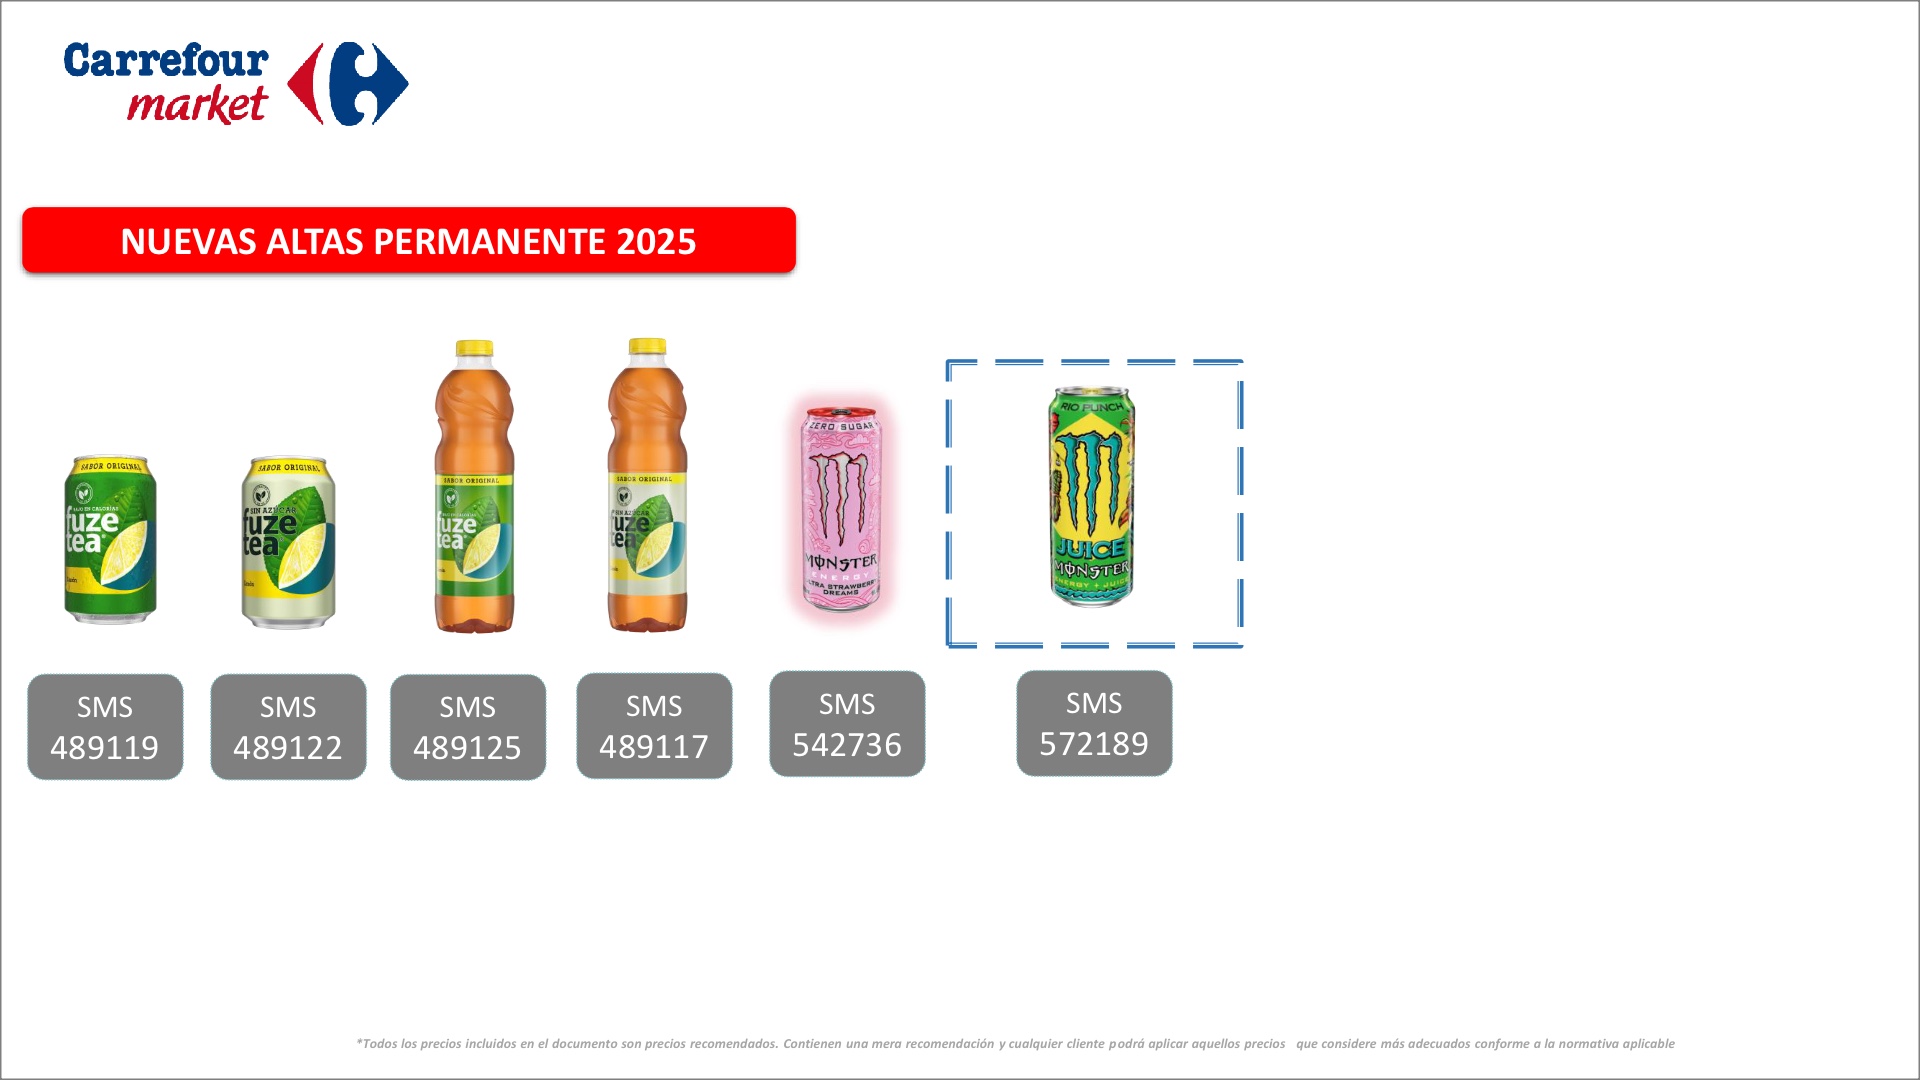 Carrefour
market
NUEVAS ALTAS PERMANENTE 2025
SABOR ORIGINAL
BAJO EN CALORÍAS
fuze
tea
Limón
SABOR ORIGINAL
SIN AZÚCAR
fuze
tea
Limón
SABOR ORIGINAL
fuze
tea
SABOR ORIGINAL
SIN AZÚCAR
fuze
tea
ZERO SUGAR
MONSTER
ENERGY
ULTRA STRAWBERRY
DREAMS
RIO PUNCH
JUICE
MONSTER
ENERGY + JUICE
SMS
489119
SMS
489122
SMS
489125
SMS
489117
SMS
542736
SMS
572189
*Todos los precios incluidos en el documento son precios recomendados. Contienen una mera recomendación y cualquier cliente podrá aplicar aquellos precios que considere más adecuados conforme a la normativa aplicable